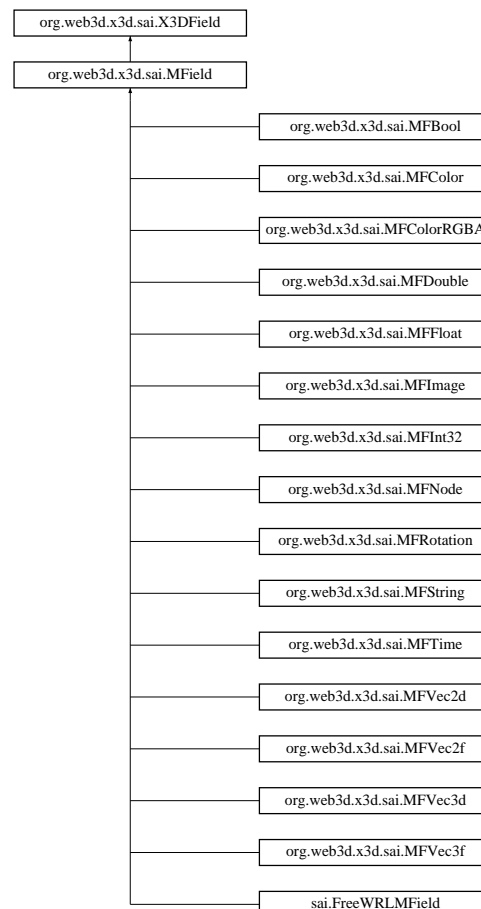 org.web3d.x3d.sai.X3DField
org.web3d.x3d.sai.MField
org.web3d.x3d.sai.MFBool
org.web3d.x3d.sai.MFColor
org.web3d.x3d.sai.MFColorRGBA
org.web3d.x3d.sai.MFDouble
org.web3d.x3d.sai.MFFloat
org.web3d.x3d.sai.MFImage
org.web3d.x3d.sai.MFInt32
org.web3d.x3d.sai.MFNode
org.web3d.x3d.sai.MFRotation
org.web3d.x3d.sai.MFString
org.web3d.x3d.sai.MFTime
org.web3d.x3d.sai.MFVec2d
org.web3d.x3d.sai.MFVec2f
org.web3d.x3d.sai.MFVec3d
org.web3d.x3d.sai.MFVec3f
sai.FreeWRLMField